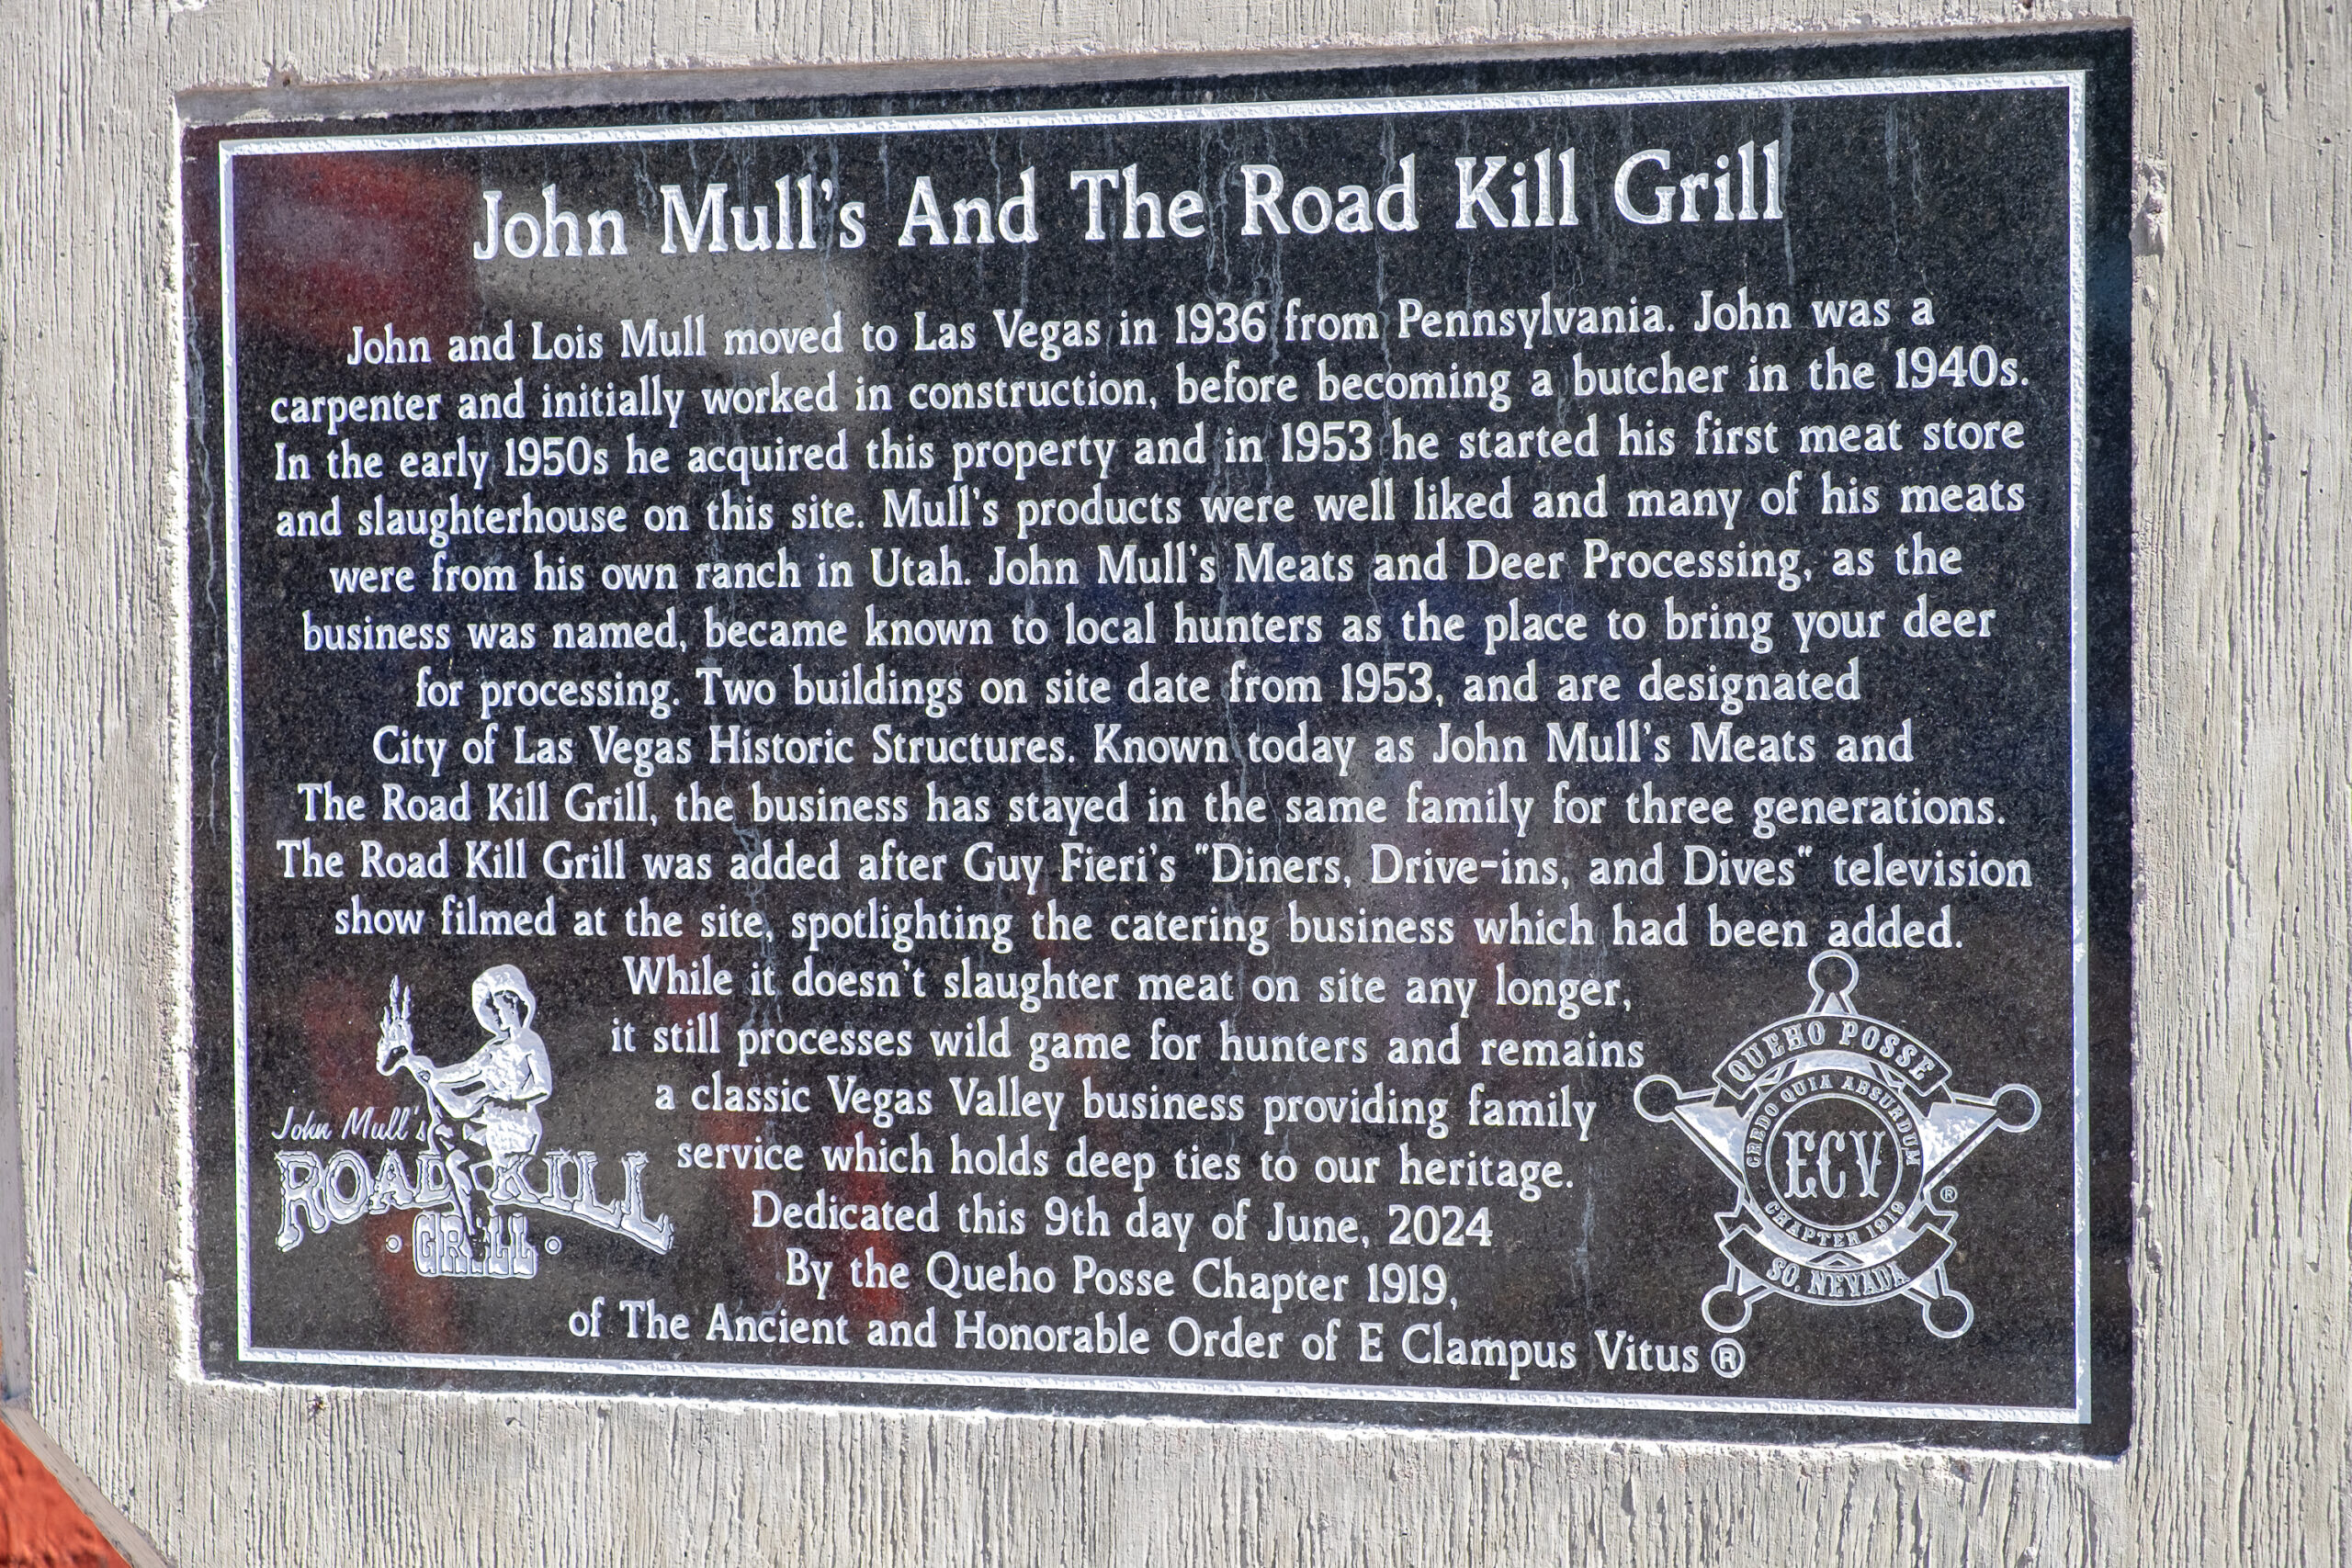 John Mull's And The Road Kill Grill
John and Lois Mull moved to Las Vegas in 1936 from Pennsylvania. John was a
carpenter and initially worked in construction, before becoming a butcher in the 1940s.
In the early 1950s he acquired this property and in 1953 he started his first meat store
and slaughterhouse on this site. Mull's products were well liked and many of his meats
were from his own ranch in Utah. John Mull's Meats and Deer Processing, as the
business was named, became known to local hunters as the place to bring your deer
for processing. Two buildings on site date from 1953, and are designated
City of Las Vegas Historic Structures. Known today as John Mull's Meats and
The Road Kill Grill, the business has stayed in the same family for three generations.
The Road Kill Grill was added after Guy Fieri's "Diners, Drive-ins, and Dives" television
show filmed at the site, spotlighting the catering business which had been added.
While it doesn't slaughter meat on site any longer,
it still processes wild game for hunters and remains
a classic Vegas Valley business providing family
service which holds deep ties to our heritage.
Dedicated this 9th day of June, 2024
By the Queho Posse Chapter 1919,
of The Ancient and Honorable Order of E Clampus Vitus ®
John Mull's
ROAD KILL
GRILL
QUEHO POSSE
CREDO QUIA ABSURDUM
ECV
CHAPTER 1919
®
SO. NEVADA